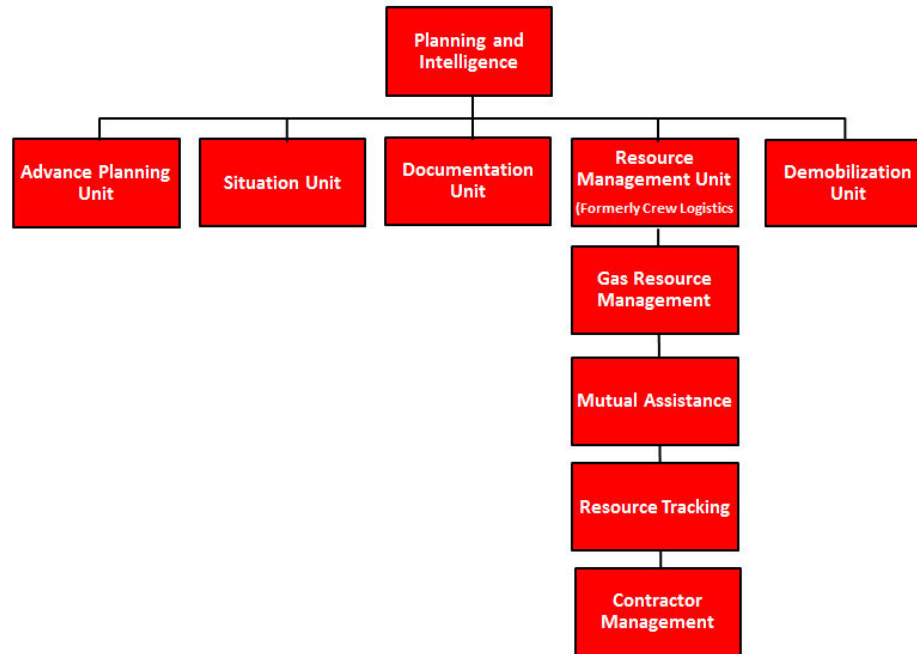 Planning and
Intelligence
Advance Planning
Unit
Situation Unit
Documentation
Unit
Resource
Management Unit
(Formerly Crew Logistics
Demobilization
Unit
Gas Resource
Management
Mutual Assistance
Resource Tracking
Contractor
Management